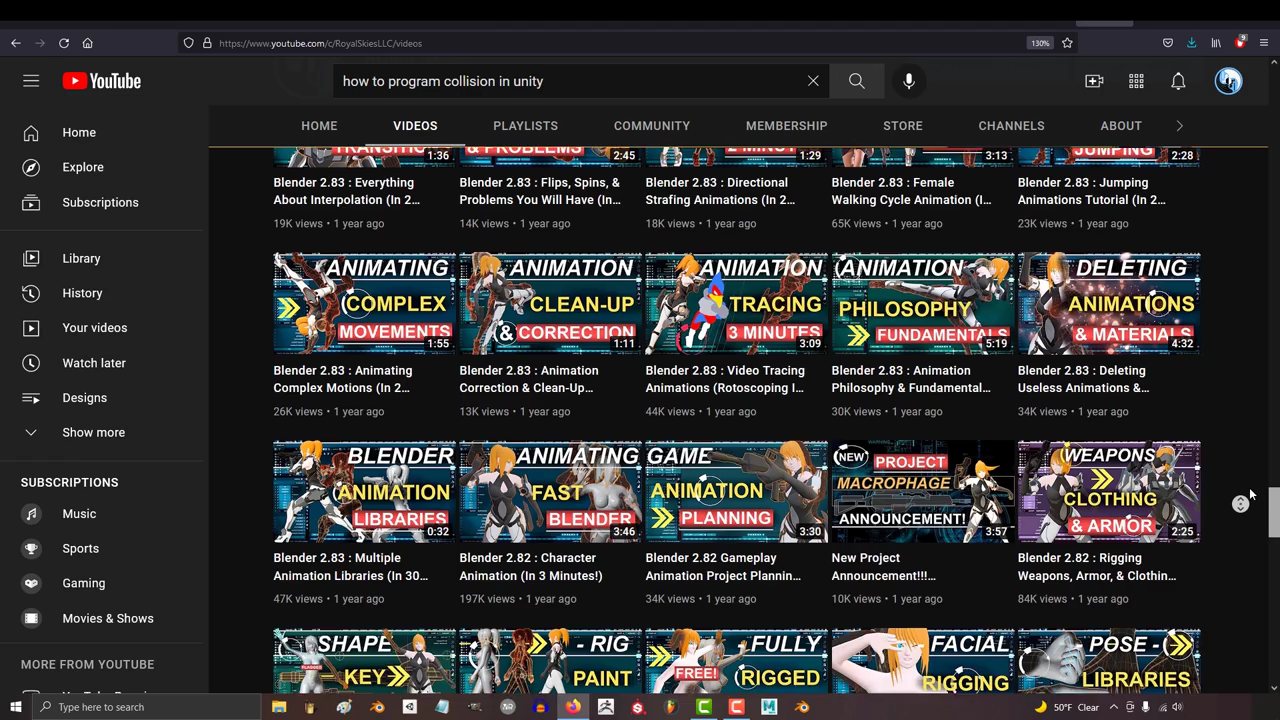 https://www.youtube.com/c/RoyalSkiesLLC/videos
130%
9
YouTube
how to program collision in unity
HOME VIDEOS PLAYLISTS COMMUNITY MEMBERSHIP STORE CHANNELS ABOUT
Home
Explore
Subscriptions
Library
History
Your videos
Watch later
Designs
Show more
SUBSCRIPTIONS
Music
Sports
Gaming
Movies & Shows
MORE FROM YOUTUBE
1:36
& PROBLEMS
2:45
1:29
3:13
JUMPING
2:28
Blender 2.83 : Everything
About Interpolation (In 2...
19K views • 1 year ago
Blender 2.83 : Flips, Spins, &
Problems You Will Have (In...
14K views • 1 year ago
Blender 2.83 : Directional
Strafing Animations (In 2...
18K views • 1 year ago
Blender 2.83 : Female
Walking Cycle Animation (I...
65K views • 1 year ago
Blender 2.83 : Jumping
Animations Tutorial (In 2...
23K views • 1 year ago
ANIMATING
COMPLEX
MOVEMENTS
1:55
ANIMATION
CLEAN-UP
& CORRECTION
1:11
ANIMATION
TRACING
3 MINUTES
3:09
ANIMATION
PHILOSOPHY
FUNDAMENTALS
5:19
DELETING
ANIMATIONS
& MATERIALS
4:32
Blender 2.83 : Animating
Complex Motions (In 2...
26K views • 1 year ago
Blender 2.83 : Animation
Correction & Clean-Up...
13K views • 1 year ago
Blender 2.83 : Video Tracing
Animations (Rotoscoping I...
44K views • 1 year ago
Blender 2.83 : Animation
Philosophy & Fundamental...
30K views • 1 year ago
Blender 2.83 : Deleting
Useless Animations &...
34K views • 1 year ago
BLENDER
ANIMATION
LIBRARIES
0:32
ANIMATING
FAST
BLENDER
3:46
GAME
ANIMATION
PLANNING
3:30
NEW PROJECT
MACROPHAGE
ANNOUNCEMENT!
3:57
WEAPONS
CLOTHING
& ARMOR
2:25
Blender 2.83 : Multiple
Animation Libraries (In 30...
47K views • 1 year ago
Blender 2.82 : Character
Animation (In 3 Minutes!)
197K views • 1 year ago
Blender 2.82 Gameplay
Animation Project Plannin...
34K views • 1 year ago
New Project
Announcement!!!...
10K views • 1 year ago
Blender 2.82 : Rigging
Weapons, Armor, & Clothin...
84K views • 1 year ago
SHAPE
KEY
- RIG
PAINT
- FULLY
FREE! RIGGED
FACIAL
RIGGING
- POSE -
LIBRARIES
Type here to search
50°F Clear